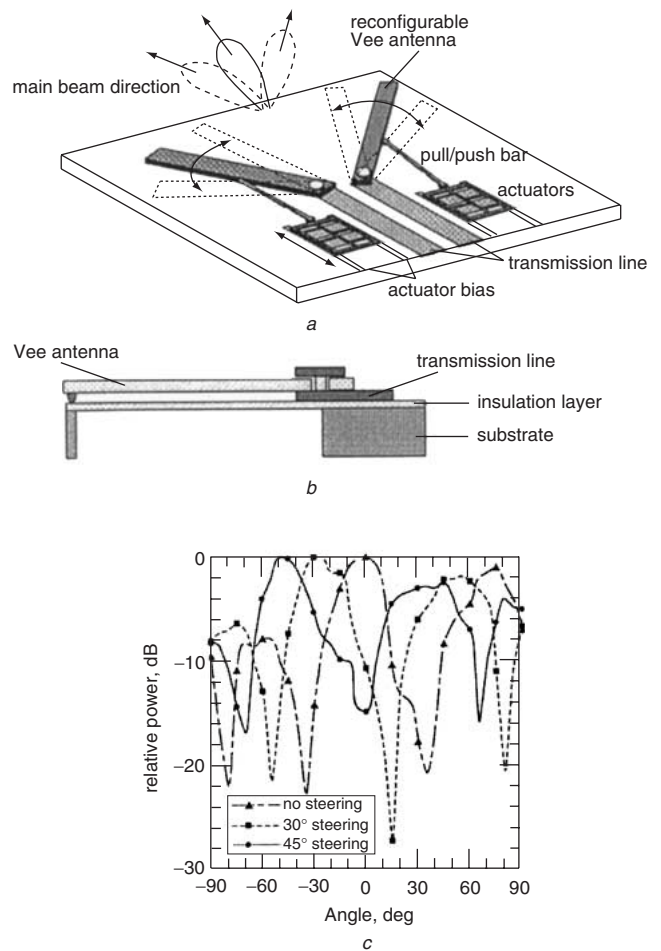 reconfigurable
Vee antenna
main beam direction
pull/push bar
actuators
transmission line
actuator bias
a
Vee antenna
transmission line
insulation layer
substrate
b
0
–10
–20
–30
relative power, dB
no steering
30° steering
45° steering
–90 –60 –30 0 30 60 90
Angle, deg
c